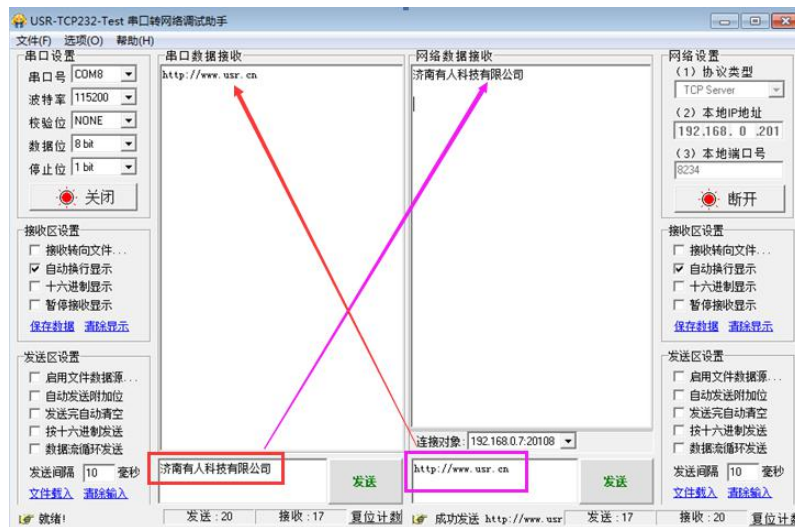 USR-TCP232-Test 串口转网络调试助手
文件(F) 选项(O) 帮助(H)
串口设置
串口号 COM8
波特率 115200
校验位 NONE
数据位 8 bit
停止位 1 bit
关闭
接收区设置
接收转向文件...
自动换行显示
十六进制显示
暂停接收显示
保存数据 清除显示
发送区设置
启用文件数据源...
自动发送附加位
发送完自动清空
按十六进制发送
数据流循环发送
发送间隔 10 毫秒
文件载入 清除输入
串口数据接收
http://www.usr.cn
济南有人科技有限公司
发送
网络数据接收
济南有人科技有限公司
连接对象: 192.168.0.7:20108
http://www.usr.cn
发送
网络设置
(1) 协议类型
TCP Server
(2) 本地IP地址
192.168. 0 .201
(3) 本地端口号
8234
断开
接收区设置
接收转向文件...
自动换行显示
十六进制显示
暂停接收显示
保存数据 清除显示
发送区设置
启用文件数据源...
自动发送附加位
发送完自动清空
按十六进制发送
数据流循环发送
发送间隔 10 毫秒
文件载入 清除输入
就绪! 发送:20 接收:17 复位计数
成功发送 http://www.usr 发送:17 接收:20 复位计数